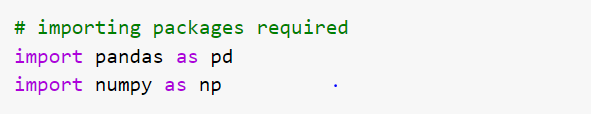 # importing packages required
import pandas as pd
import numpy as np